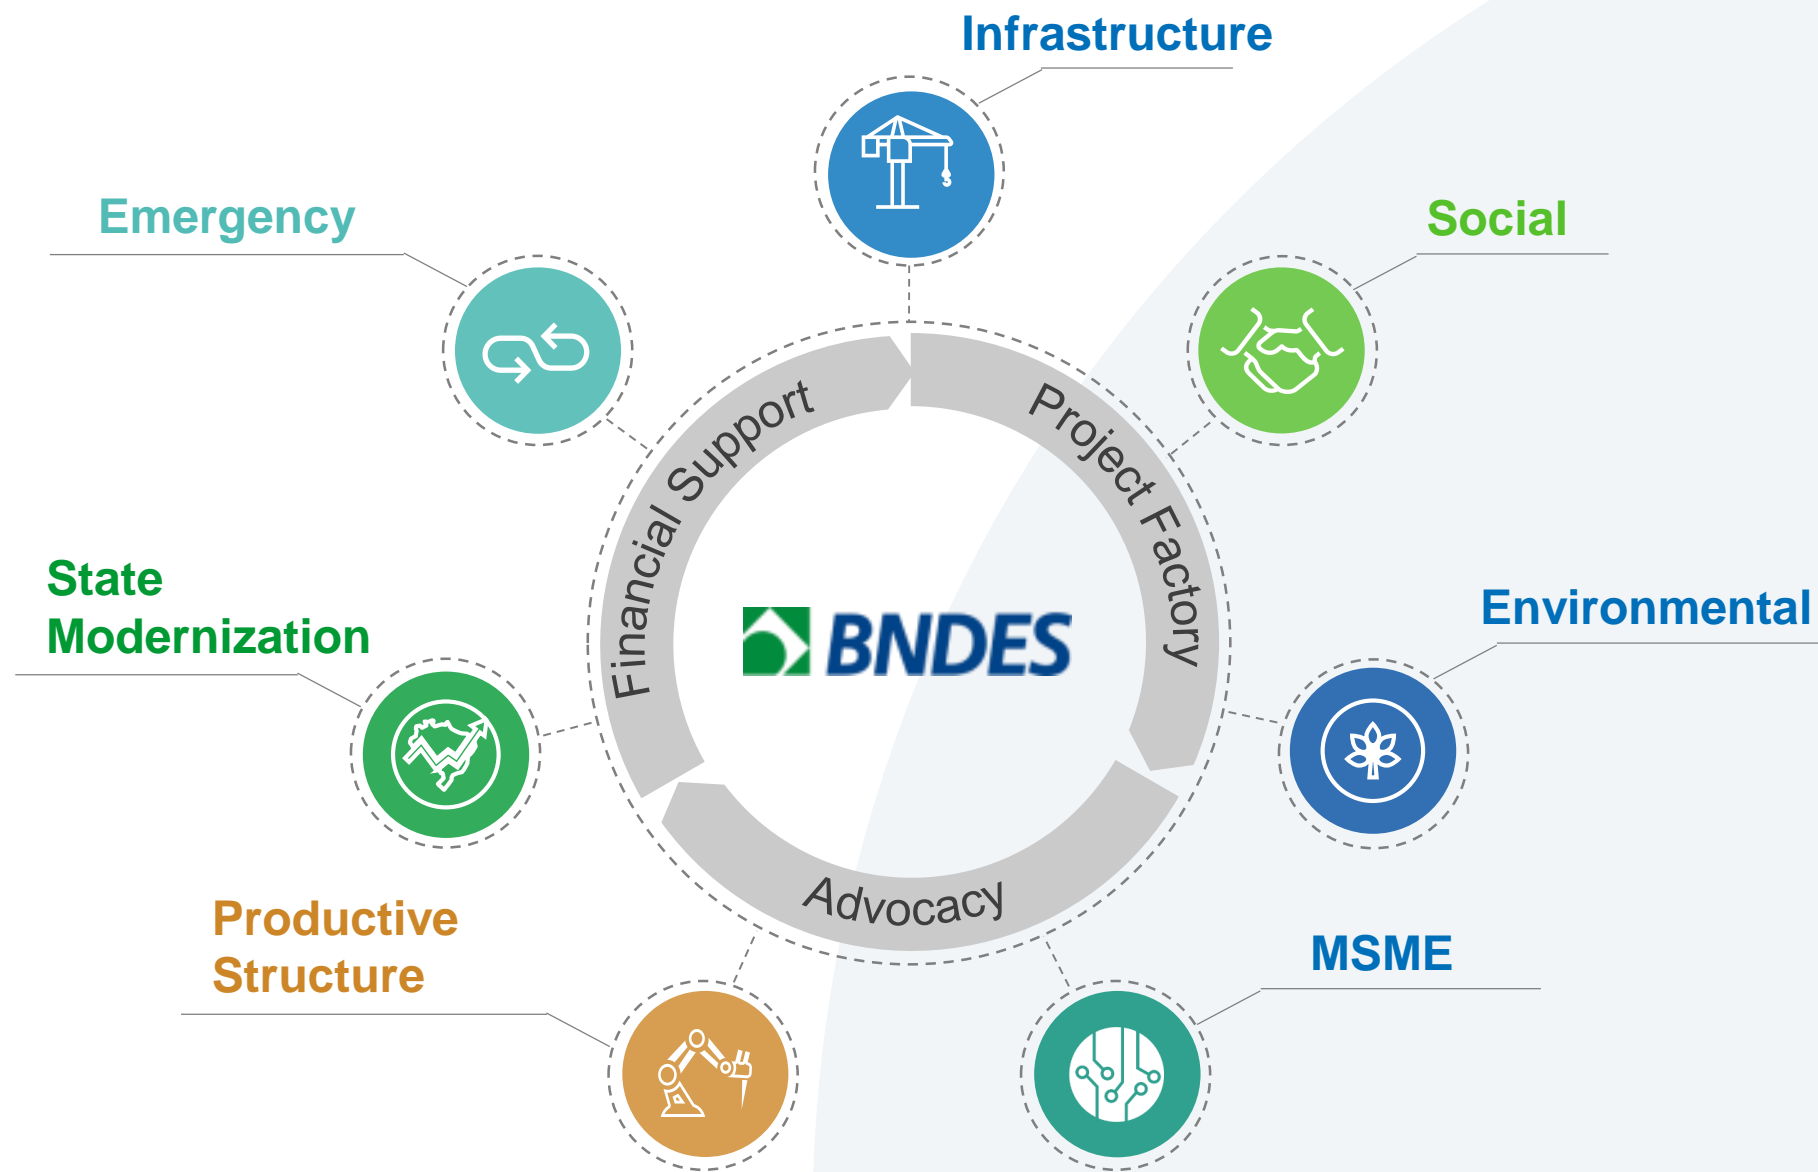 Infrastructure
Emergency
Social
Financial Support
Project Factory
State
Modernization
BNDES
Environmental
Advocacy
Productive
Structure
MSME